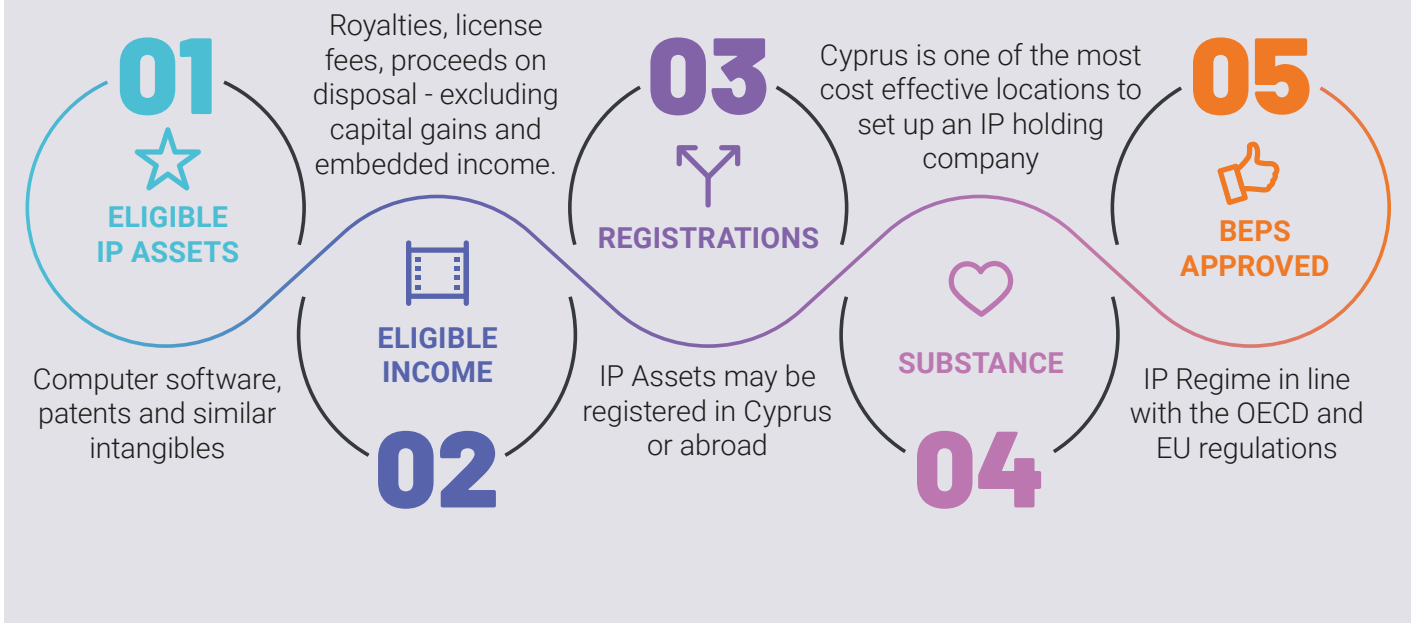 01
ELIGIBLE
IP ASSETS
Computer software,
patents and similar
intangibles
Royalties, license
fees, proceeds on
disposal - excluding
capital gains and
embedded income.
ELIGIBLE
INCOME
02
03
REGISTRATIONS
IP Assets may be
registered in Cyprus
or abroad
Cyprus is one of the most
cost effective locations to
set up an IP holding
company
SUBSTANCE
04
05
BEPS
APPROVED
IP Regime in line
with the OECD and
EU regulations